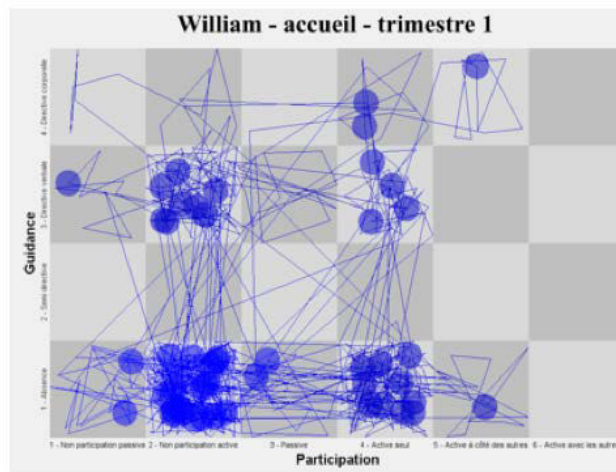 William - accueil - trimestre 1
4 - Directive corporelle
3 - Directive verbale
2 - Semi directive
1 - Absence
Guidance
1 - Non participation passive 2 - Non participation active 3 - Passive 4 - Active seul 5 - Active à côté des autres 6 - Active avec les autre
Participation